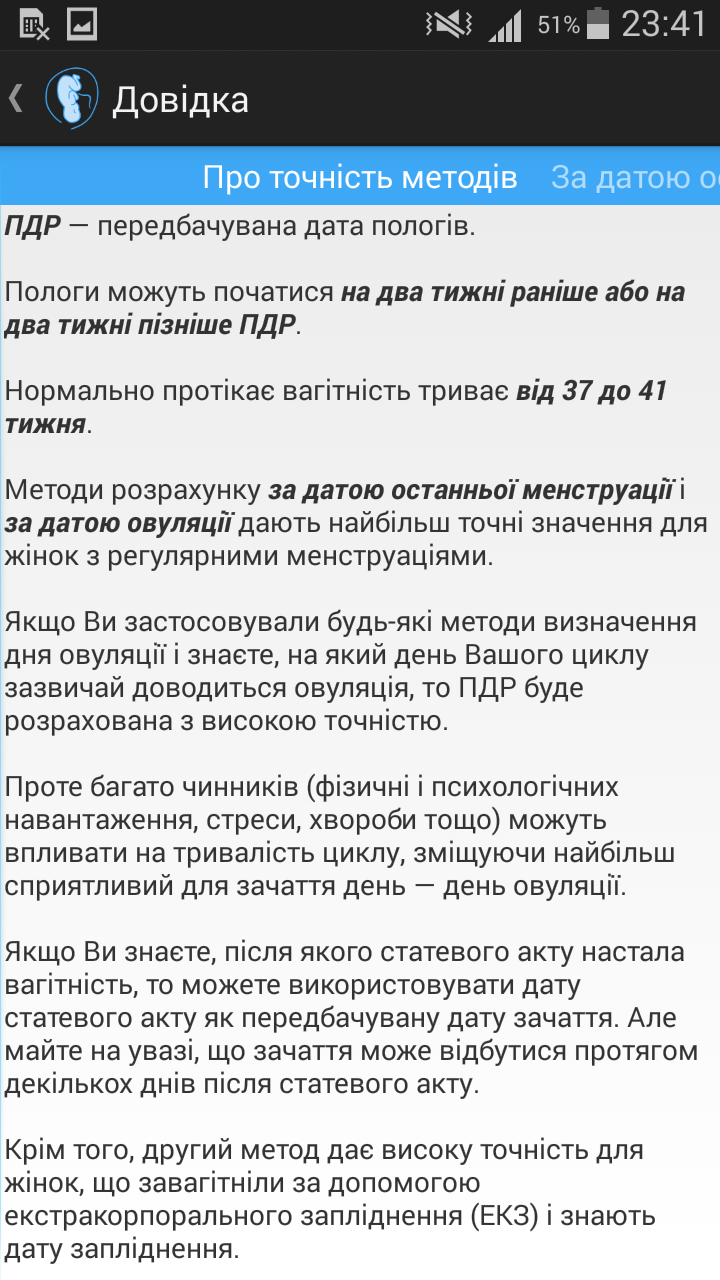 51% 23:41
Довідка
Про точність методів За датою о
ПДР — передбачувана дата пологів.
Пологи можуть початися на два тижні раніше або на
два тижні пізніше ПДР.
Нормально протікає вагітність триває від 37 до 41
тижня.
Методи розрахунку за датою останньої менструації і
за датою овуляції дають найбільш точні значення для
жінок з регулярними менструаціями.
Якщо Ви застосовували будь-які методи визначення
дня овуляції і знаєте, на який день Вашого циклу
зазвичай доводиться овуляція, то ПДР буде
розрахована з високою точністю.
Проте багато чинників (фізичні і психологічних
навантаження, стреси, хвороби тощо) можуть
впливати на тривалість циклу, зміщуючи найбільш
сприятливий для зачаття день — день овуляції.
Якщо Ви знаєте, після якого статевого акту настала
вагітність, то можете використовувати дату
статевого акту як передбачувану дату зачаття. Але
майте на увазі, що зачаття може відбутися протягом
декількох днів після статевого акту.
Крім того, другий метод дає високу точність для
жінок, що завагітніли за допомогою
екстракорпорального запліднення (ЕКЗ) і знають
дату запліднення.